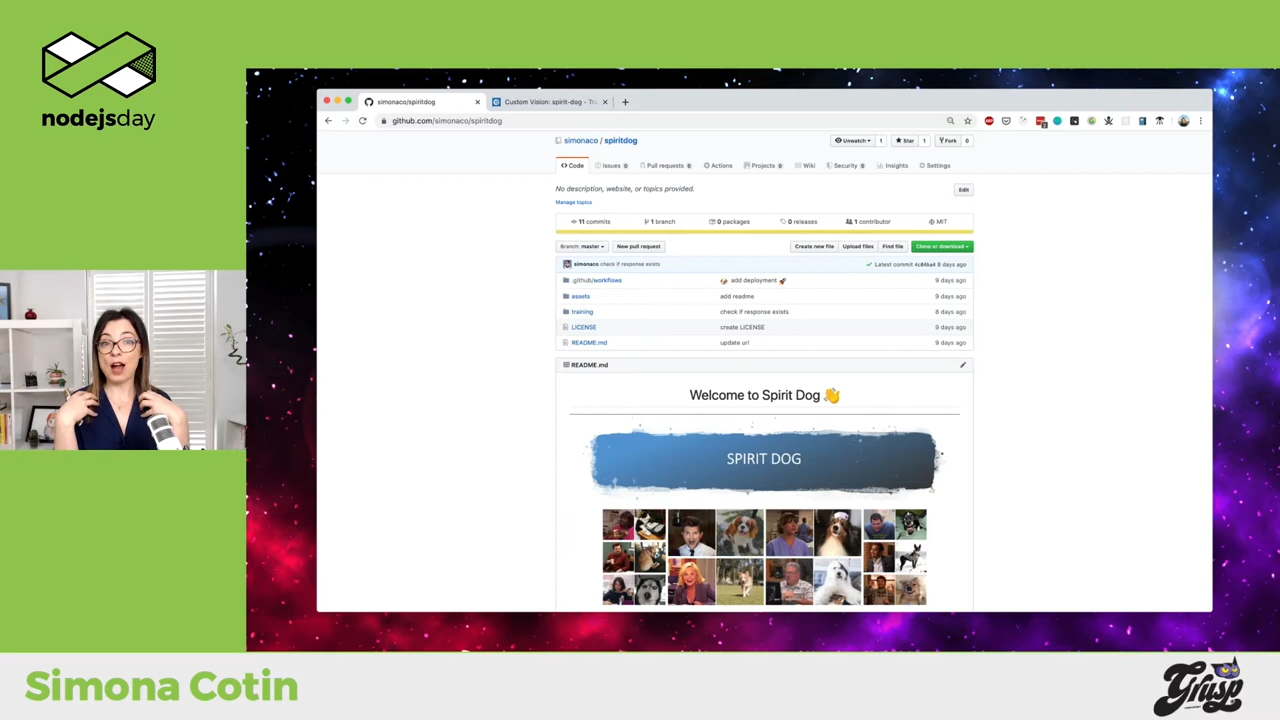 nodejsday
simonaco/spiritdog
Custom Vision: spirit-dog - Tra
github.com/simonaco/spiritdog
simonaco / spiritdog
Unwatch 1
Star 1
Fork 0
Code
Issues 0
Pull requests 0
Actions
Projects 0
Wiki
Security 0
Insights
Settings
No description, website, or topics provided.
Edit
Manage topics
11 commits
1 branch
0 packages
0 releases
1 contributor
MIT
Branch: master
New pull request
Create new file
Upload files
Find file
Clone or download
simonaco check if response exists
Latest commit 4c04ba4 8 days ago
.github/workflows
add deployment
9 days ago
assets
add readme
9 days ago
training
check if response exists
8 days ago
LICENSE
create LICENSE
9 days ago
README.md
update url
9 days ago
README.md
Welcome to Spirit Dog 👋
SPIRIT DOG
Simona Cotin
Grusp